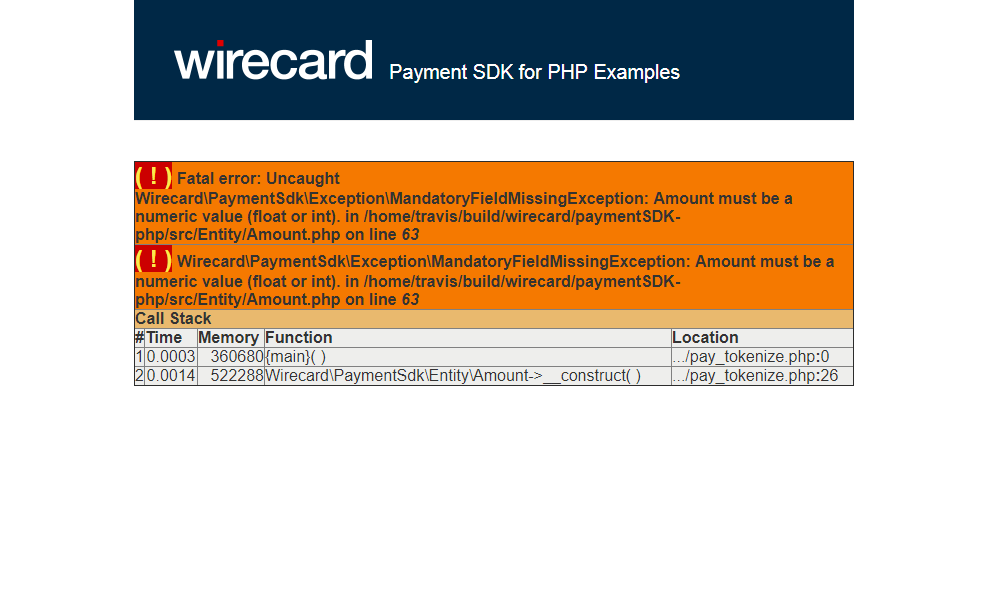 wirecard Payment SDK for PHP Examples
( ! ) Fatal error: Uncaught
Wirecard\PaymentSdk\Exception\MandatoryFieldMissingException: Amount must be a
numeric value (float or int). in /home/travis/build/wirecard/paymentSDK-
php/src/Entity/Amount.php on line 63
( ! ) Wirecard\PaymentSdk\Exception\MandatoryFieldMissingException: Amount must be a
numeric value (float or int). in /home/travis/build/wirecard/paymentSDK-
php/src/Entity/Amount.php on line 63
Call Stack
# Time Memory Function Location
1 0.0003 360680 {main}( ) .../pay_tokenize.php:0
2 0.0014 522288 Wirecard\PaymentSdk\Entity\Amount->__construct( ) .../pay_tokenize.php:26